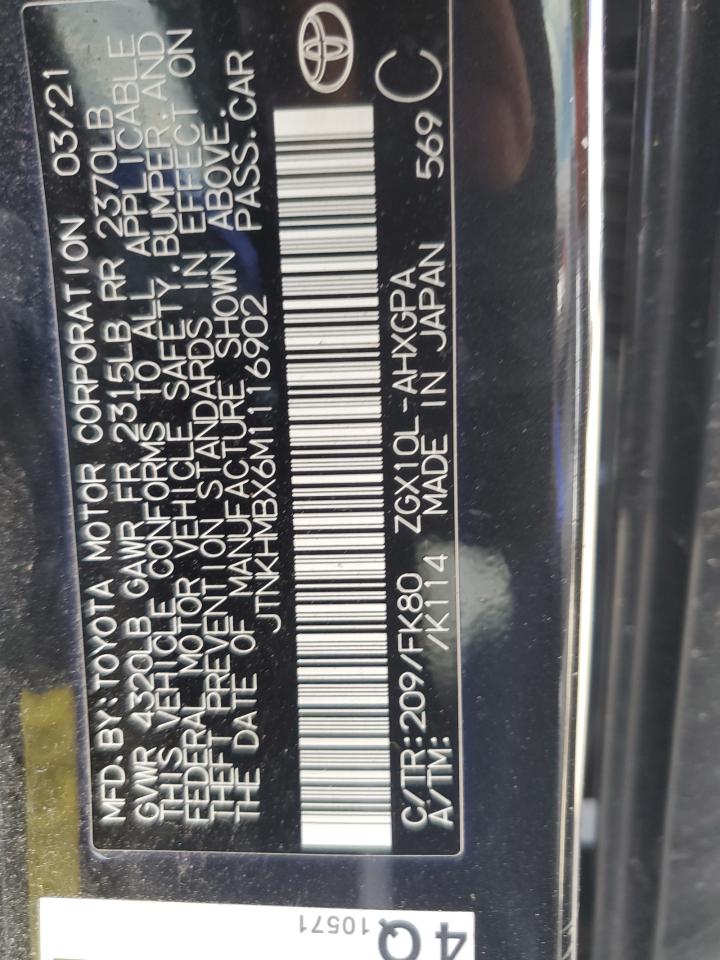 MFD.BY:TOYOTA MOTOR CORPORATION 03/21
GVWR 4320LB GAWR FR 2315LB RR 2370LB
THIS VEHICLE CONFORMS TO ALL APPLICABLE
FEDERAL MOTOR VEHICLE SAFETY, BUMPER, AND
THEFT PREVENTION STANDARDS IN EFFECT ON
THE DATE OF MANUFACTURE SHOWN ABOVE.
JTNKHMBX6M1116902 PASS.CAR
C/TR:209/FK80 ZGX10L-AHXGPA 569
A/TM: /K114 MADE IN JAPAN C
4Q
10571